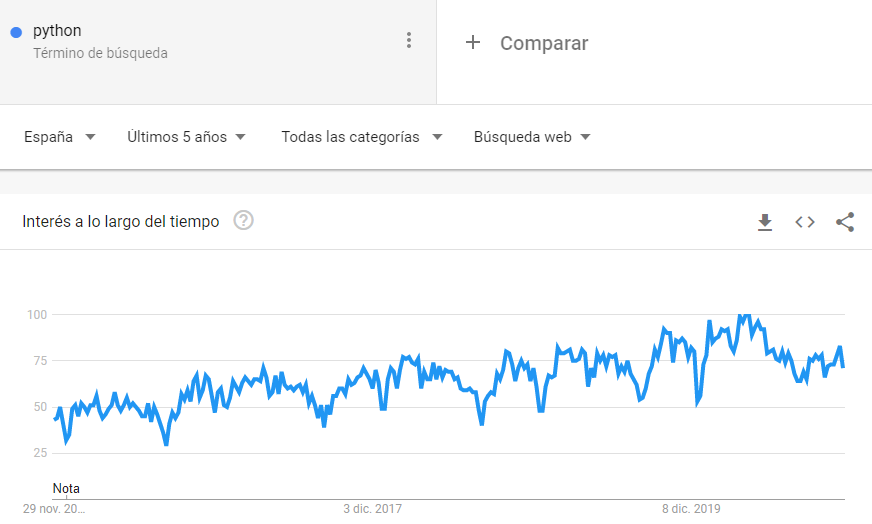 python
Término de búsqueda
Comparar
España Últimos 5 años Todas las categorías Búsqueda web
Interés a lo largo del tiempo
100
75
50
25
Nota
29 nov. 20... 3 dic. 2017 8 dic. 2019